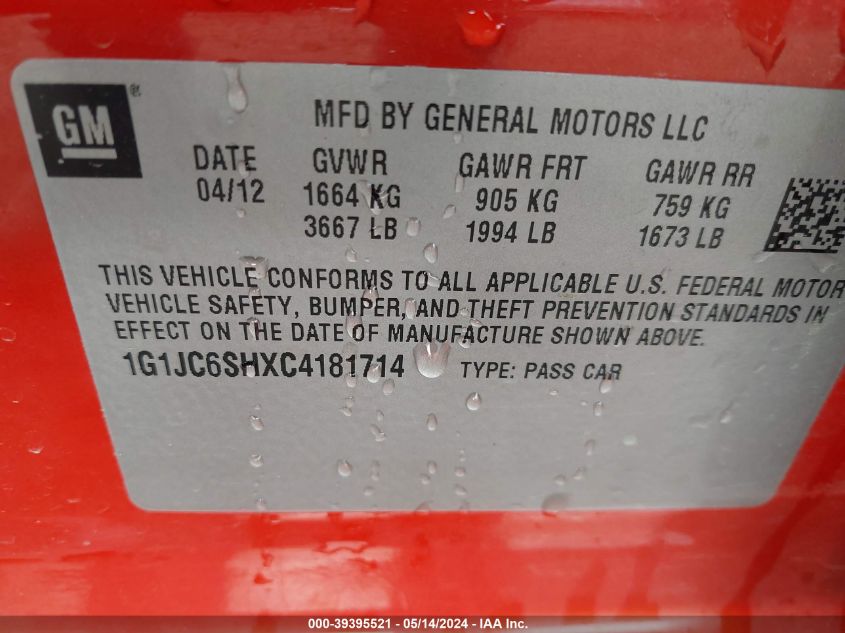 GM®
MFD BY GENERAL MOTORS LLC
DATE GVWR GAWR FRT GAWR RR
04/12 1664 KG 905 KG 759 KG
3667 LB 1994 LB 1673 LB
THIS VEHICLE CONFORMS TO ALL APPLICABLE U.S. FEDERAL MOTOR
VEHICLE SAFETY, BUMPER, AND THEFT PREVENTION STANDARDS IN
EFFECT ON THE DATE OF MANUFACTURE SHOWN ABOVE.
1G1JC6SHXC4181714 TYPE: PASS CAR
000-39395521 - 05/14/2024 - IAA Inc.